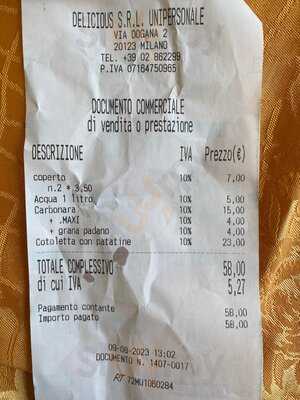 DELICIOUS S.R.L. UNIPERSONALE
VIA DOGANA 2
20123 MILANO
TEL. +39 02 862299
P.IVA 07164750965
DOCUMENTO COMMERCIALE
di vendita o prestazione
DESCRIZIONE IVA Prezzo(€)
coperto 10% 7,00
n.2 * 3,50
Acqua 1 litro 10% 5,00
Carbonara 10% 15,00
+ .MAXI 10% 4,00
+ grana padano 10% 4,00
Cotoletta con patatine 10% 23,00
TOTALE COMPLESSIVO 58,00
di cui IVA 5,27
Pagamento contante 58,00
Importo pagato 58,00
09-08-2023 13:02
DOCUMENTO N. 1407-0017
RT 72MU1060284